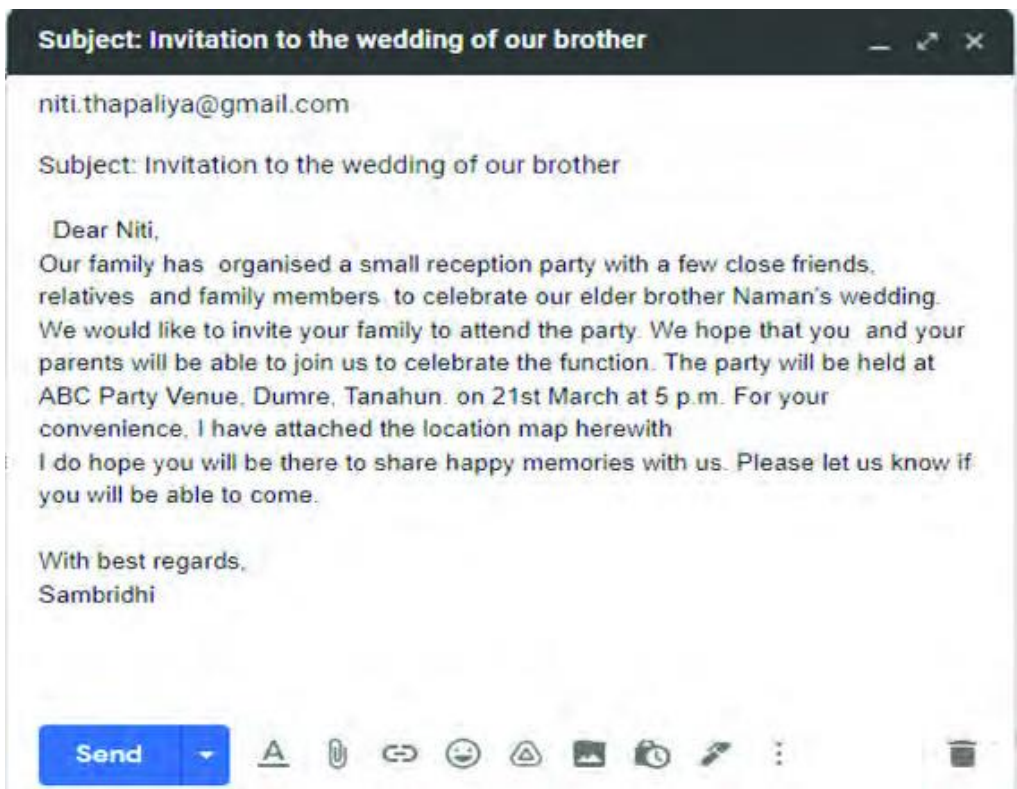 Subject: Invitation to the wedding of our brother
niti.thapaliya@gmail.com
Subject: Invitation to the wedding of our brother
Dear Niti,
Our family has organised a small reception party with a few close friends,
relatives and family members to celebrate our elder brother Naman's wedding.
We would like to invite your family to attend the party. We hope that you and your
parents will be able to join us to celebrate the function. The party will be held at
ABC Party Venue, Dumre, Tanahun. on 21st March at 5 p.m. For your
convenience, I have attached the location map herewith
I do hope you will be there to share happy memories with us. Please let us know if
you will be able to come.
With best regards,
Sambridhi
Send